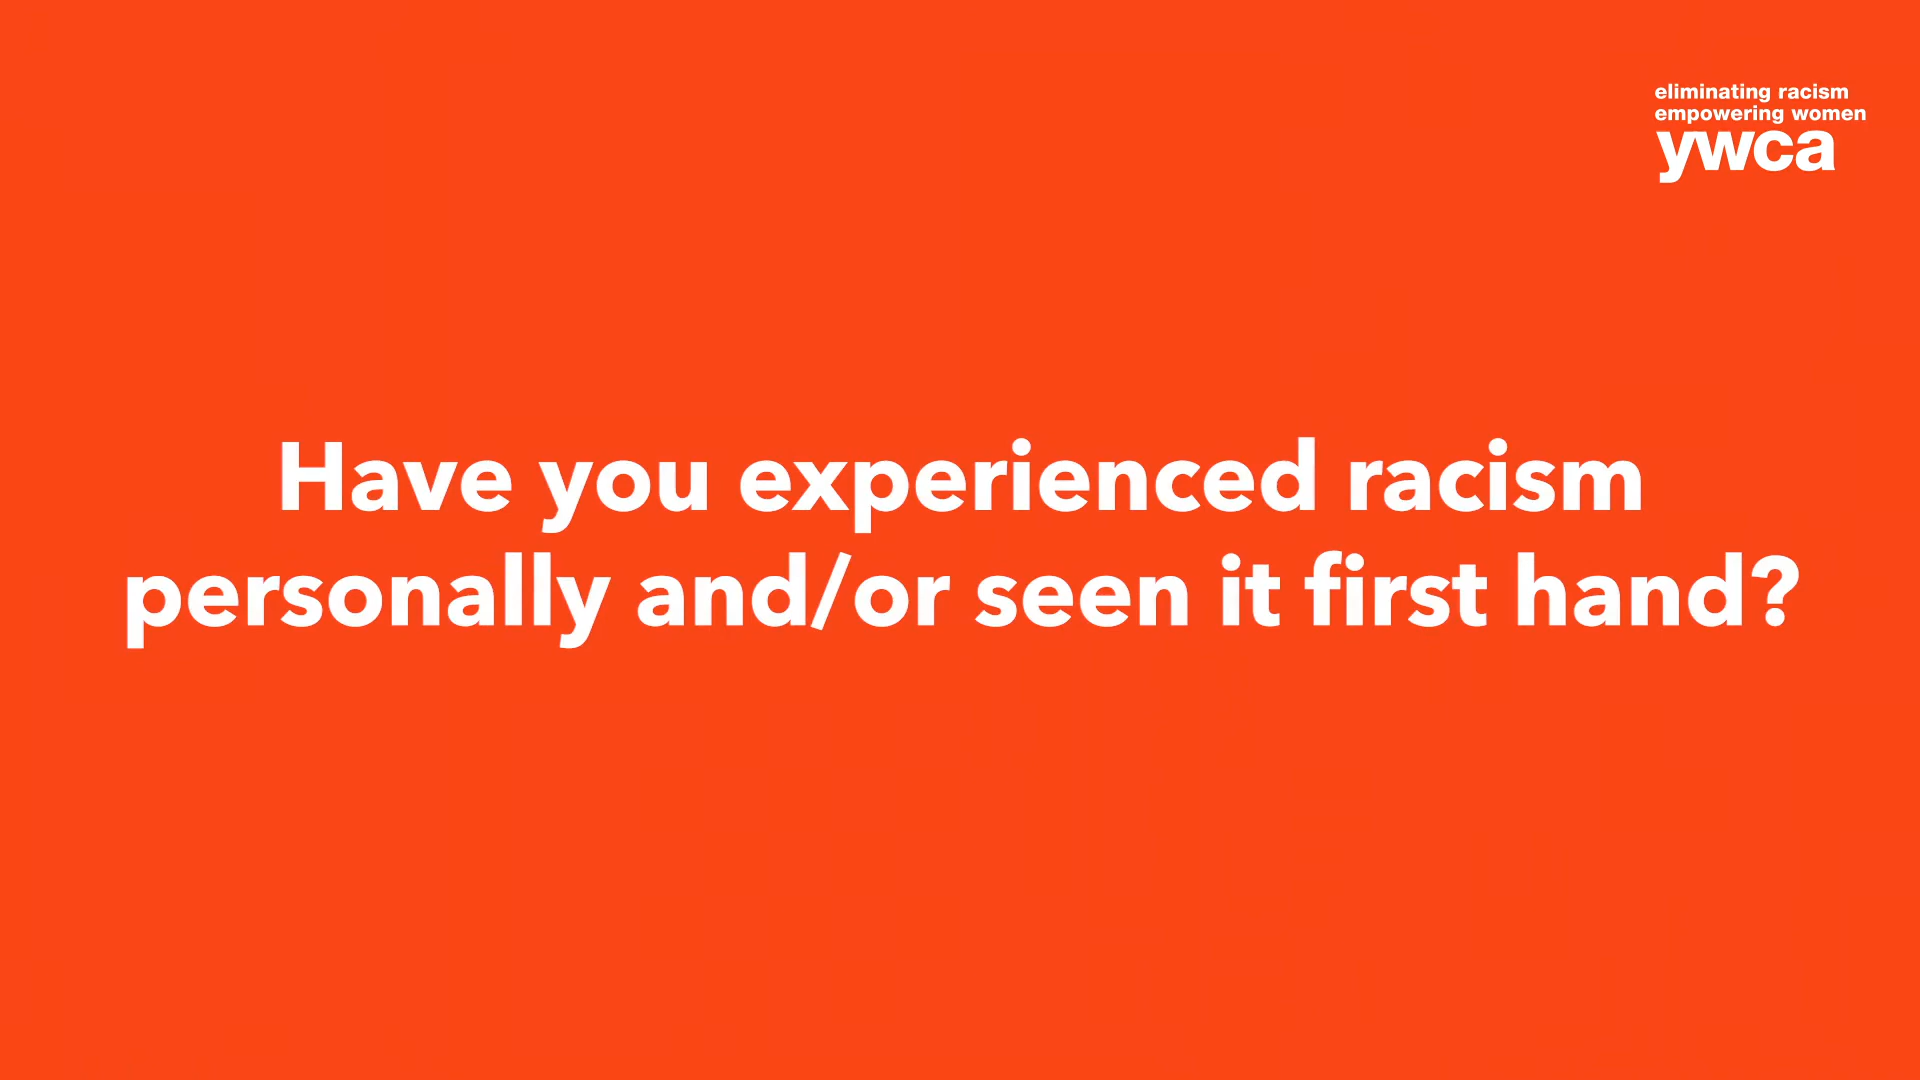 eliminating racism
empowering women
ywca
Have you experienced racism
personally and/or seen it first hand?